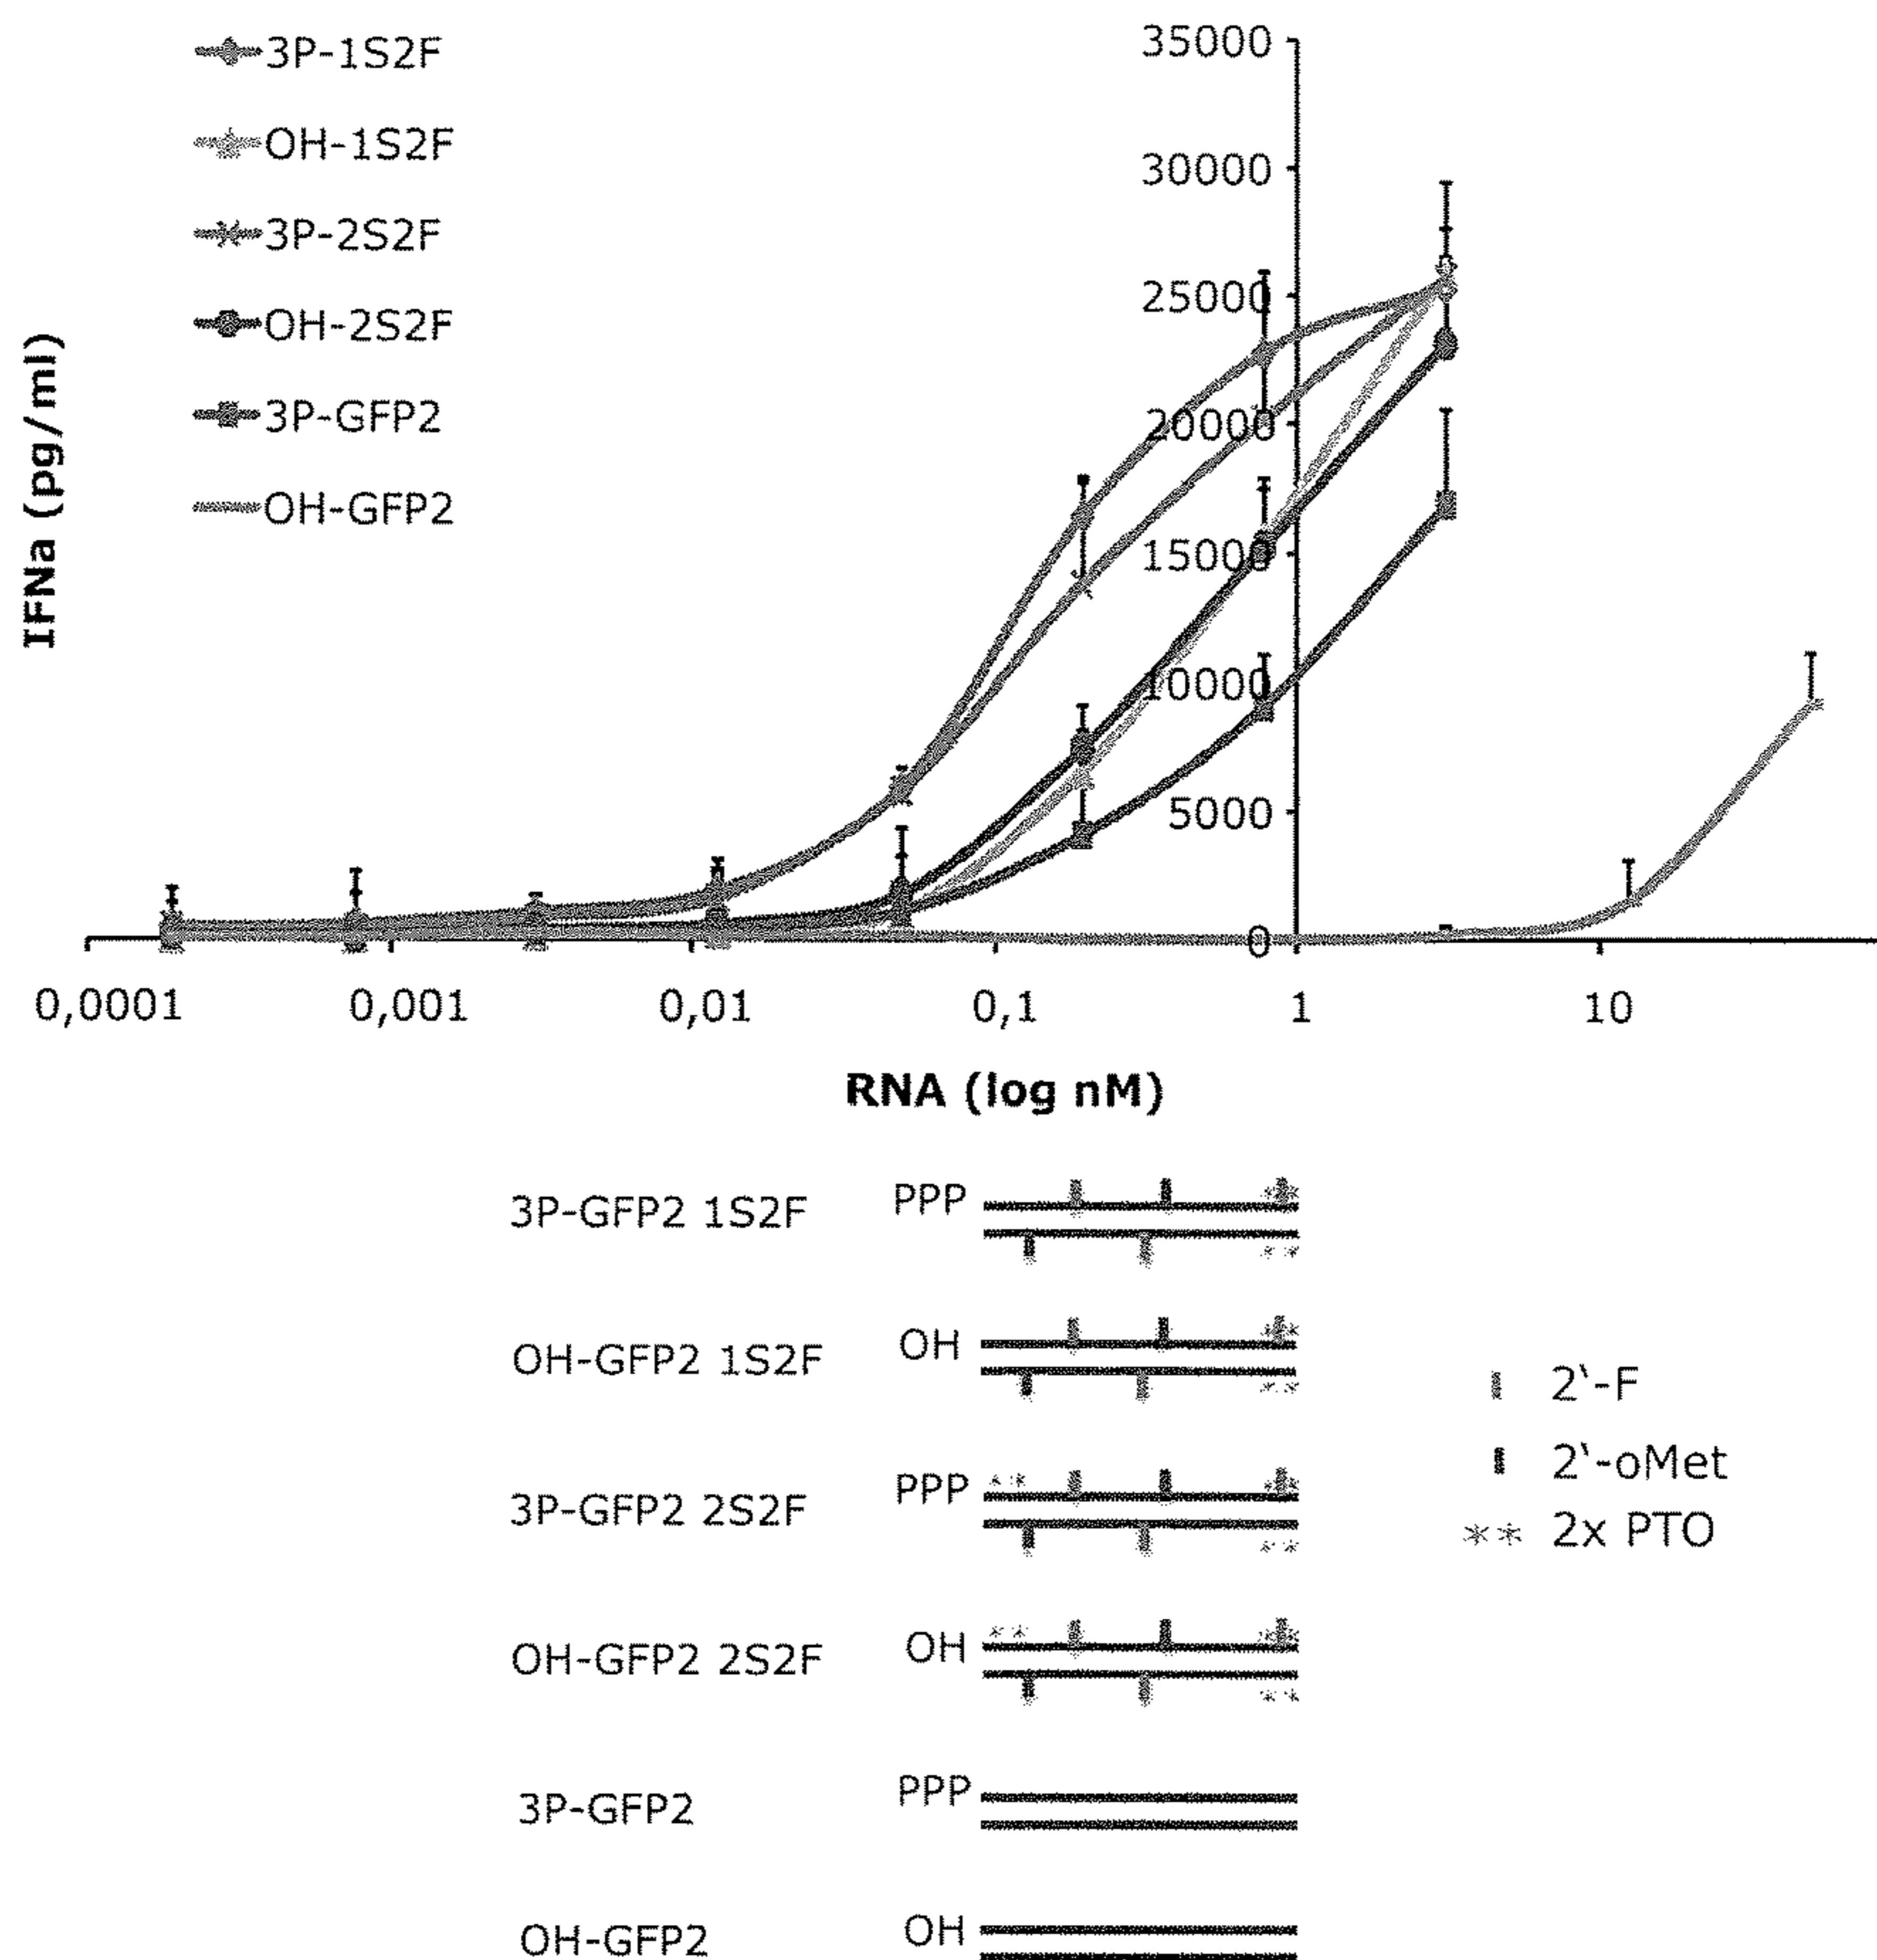 3P-1S2F
OH-1S2F
3P-2S2F
OH-2S2F
3P-GFP2
OH-GFP2
IFNa (pg/ml)
35000
30000
25000
20000
15000
10000
5000
0
0,0001 0,001 0,01 0,1 1 10
RNA (log nM)
3P-GFP2 1S2F PPP
OH-GFP2 1S2F OH
3P-GFP2 2S2F PPP
OH-GFP2 2S2F OH
3P-GFP2 PPP
OH-GFP2 OH
2‘-F
2‘-oMet
** 2x PTO